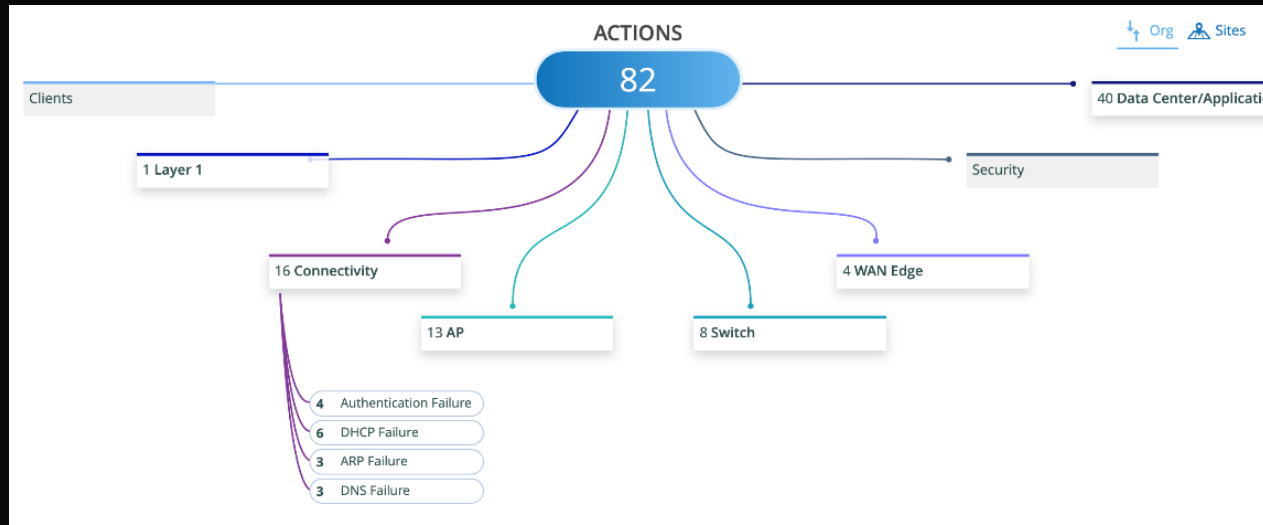 ACTIONS
82
Org Sites
Clients
40 Data Center/Applicati
1 Layer 1
Security
16 Connectivity
4 WAN Edge
13 AP
8 Switch
4 Authentication Failure
6 DHCP Failure
3 ARP Failure
3 DNS Failure